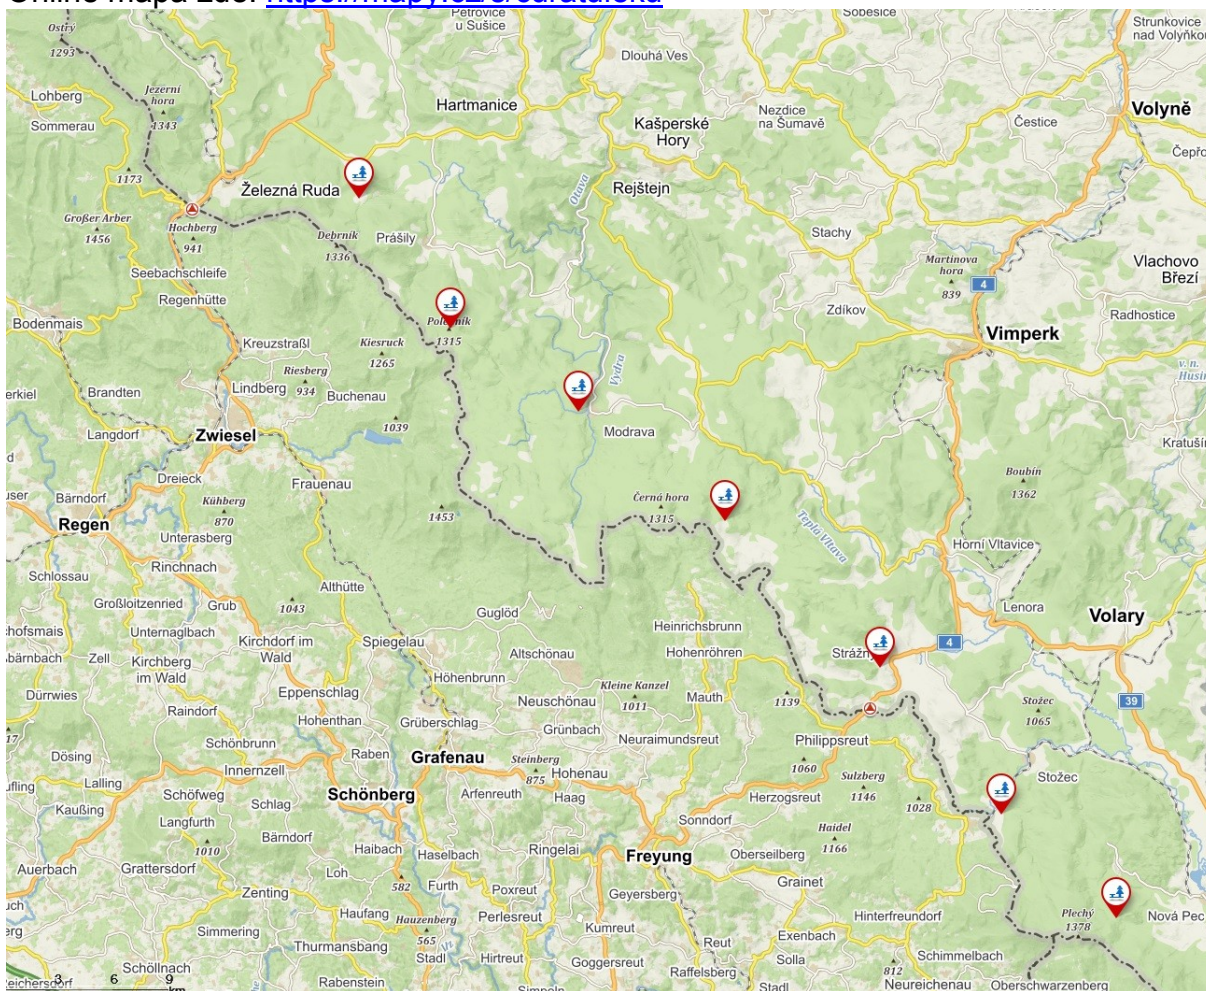 Ostrý
1293
Petrovice
u Sušice
Soběšice
Strunkovice
nad Volyňkou
Dlouhá Ves
Lohberg
Sommerau
Jezerní
hora
1343
Hartmanice
Nezdice
na Šumavě
Kašperské
Hory
Čestice
Volyně
1173
Železná Ruda
Otava
Rejštejn
Großer Arber
1456
Hochberg
941
Debrník
1336
Prášily
Stachy
Martinova
hora
839
4
Vlachovo
Březí
Seebachschleife
Regenhütte
Bodenmais
1315
Zdíkov
Radhostice
Vimperk
Kreuzstraßl
Kiesruck
1265
Riesberg
934
Lindberg
Buchenau
Vydra
v. n.
Brandten
1039
Langdorf
Zwiesel
Modrava
Dreieck
Frauenau
Bärndorf
Kühberg
870
Regen
Unterasberg
1453
Černá hora
1315
Boubín
1362
Teplá Vltava
Horní Vltavice
Rinchnach
Schlossau
Althütte
Großloitzenried
Grub
1043
Guglöd
Lenora
Volary
Unternaglbach
Kirchdorf im
Wald
Spiegelau
Heinrichsbrunn
Zell
Kirchberg
im Wald
Altschönau
Hohenröhren
4
Höhenbrunn
Dürrwies
Eppenschlag
Neuschönau
Kleine Kanzel
1011
Mauth
1139
Stožec
1065
39
Raindorf
Hohenthan
Grüberschlag
Grünbach
Neuraimundsreut
Philippsreut
Schönbrunn
Raben
Dösing
Innernzell
Grafenau
Steinberg
875
Hohenau
1060
Sulzberg
1146
Stožec
Lalling
Schöfweg
Schönberg
Arfenreuth
Haag
Herzogsreut
1028
Kaußing
Schlag
Langfurth
Sonndorf
Haidel
1166
Bärndorf
1010
Haibach
Haselbach
Ringelai
Freyung
Oberseilberg
Auerbach
Grattersdorf
Loh
582
Furth
Poxreut
Geyersberg
Grainet
Zenting
Haufang
Hauzenberg
565
Perlesreut
Kumreut
Hinterfreundorf
Plechý
1378
Nová Pec
Simmering
Thurmansbang
Stadl
Hirtreut
Goggersreut
Reut
Exenbach
Solla
Schimmelbach
Schöllnach
Rabenstein
Raffelsberg
812
Neureichenau
Oberschwarzenberg
Stadl
3 6 9
km